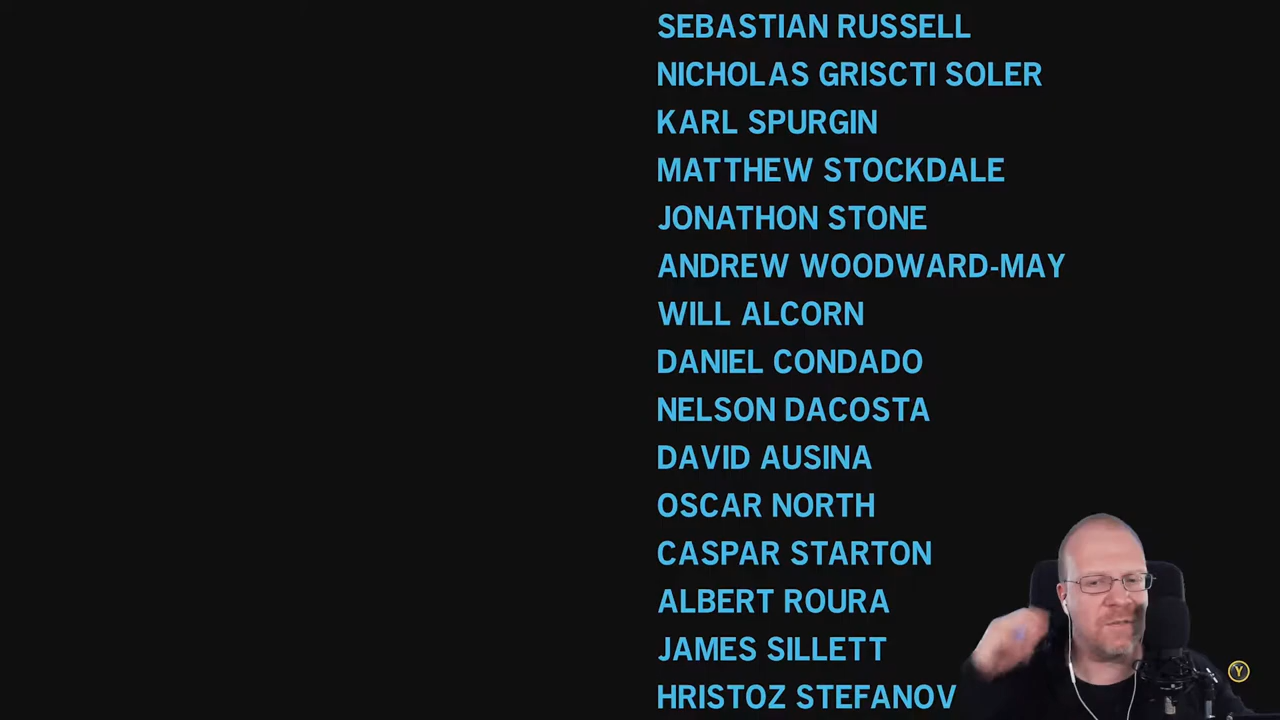 SEBASTIAN RUSSELL
NICHOLAS GRISCTI SOLER
KARL SPURGIN
MATTHEW STOCKDALE
JONATHON STONE
ANDREW WOODWARD-MAY
WILL ALCORN
DANIEL CONDADO
NELSON DACOSTA
DAVID AUSINA
OSCAR NORTH
CASPAR STARTON
ALBERT ROURA
JAMES SILLETT
HRISTOZ STEFANOV
Y